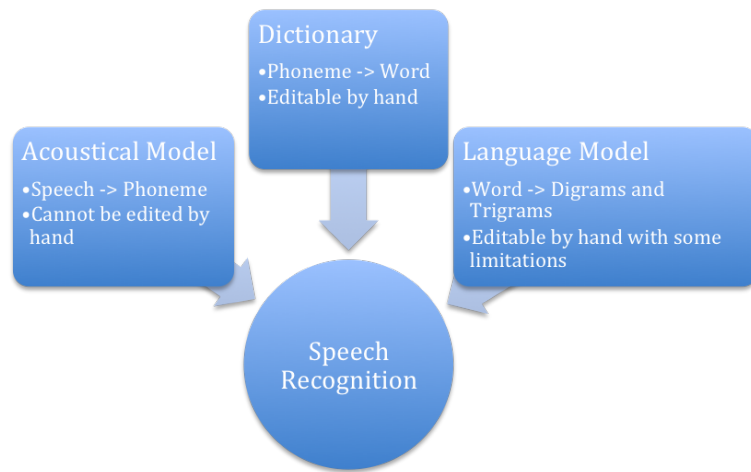 Dictionary
•Phoneme -> Word
•Editable by hand
Acoustical Model
•Speech -> Phoneme
•Cannot be edited by
hand
Language Model
•Word -> Digrams and
Trigrams
•Editable by hand with some
limitations
Speech
Recognition